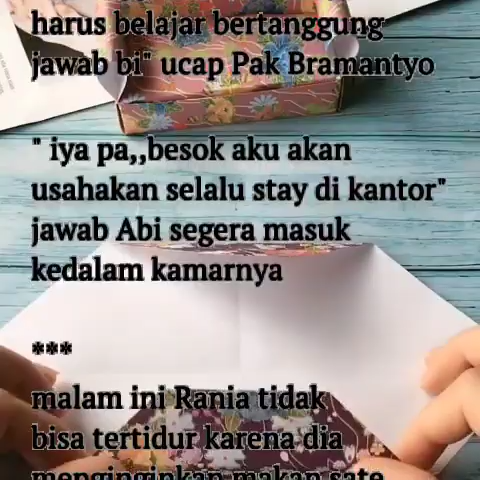 harus belajar bertanggung
jawab bi" ucap Pak Bramantyo
" iya pa,,besok aku akan
usahakan selalu stay di kantor"
jawab Abi segera masuk
kedalam kamarnya
***
malam ini Rania tidak
bisa tertidur karena dia
menginginkan makan sate